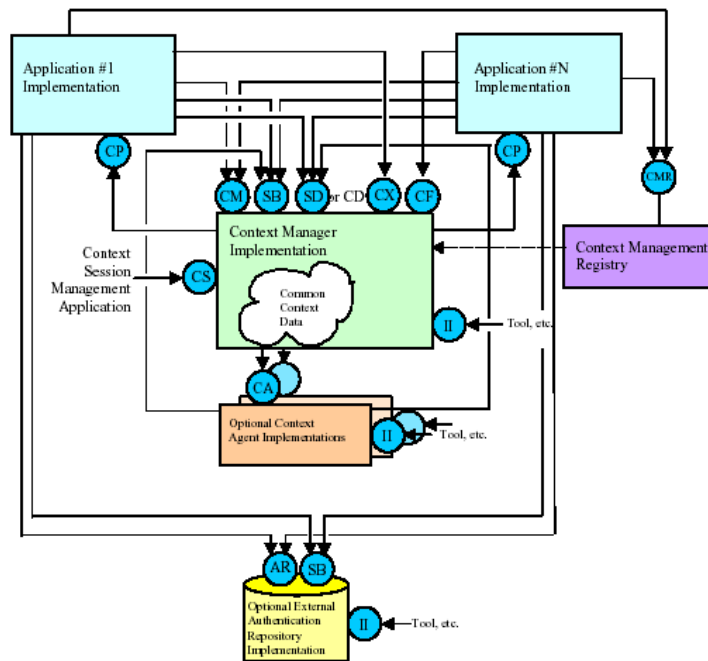 Application #1
Implementation
Application #N
Implementation
CP
CP
CMR
CM
SB
SD
or CD
CX
CF
Context Manager
Implementation
Context Management
Registry
Context
Session
Management
Application
CS
Common
Context
Data
II
Tool, etc.
CA
Optional Context
Agent Implementations
II
Tool, etc.
AR
SB
Optional External
Authentication
Repository
Implementation
II
Tool, etc.